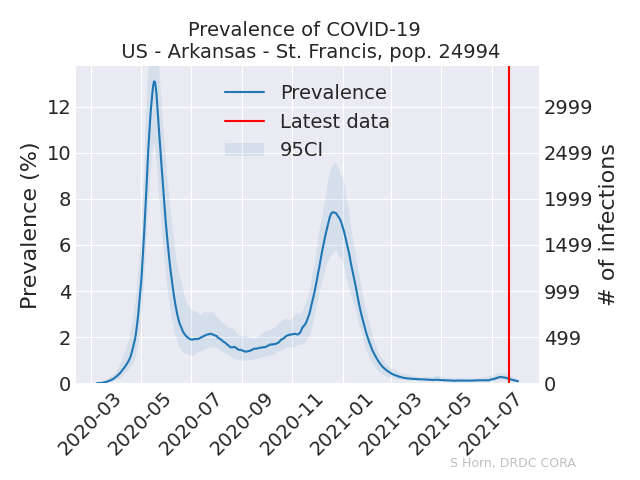 Prevalence of COVID-19
US - Arkansas - St. Francis, pop. 24994
Prevalence
Latest data
95CI
Prevalence (%)
12
10
8
6
4
2
0
2999
2499
1999
1499
999
499
0
# of infections
2020-03
2020-05
2020-07
2020-09
2020-11
2021-01
2021-03
2021-05
2021-07
S Horn, DRDC CORA